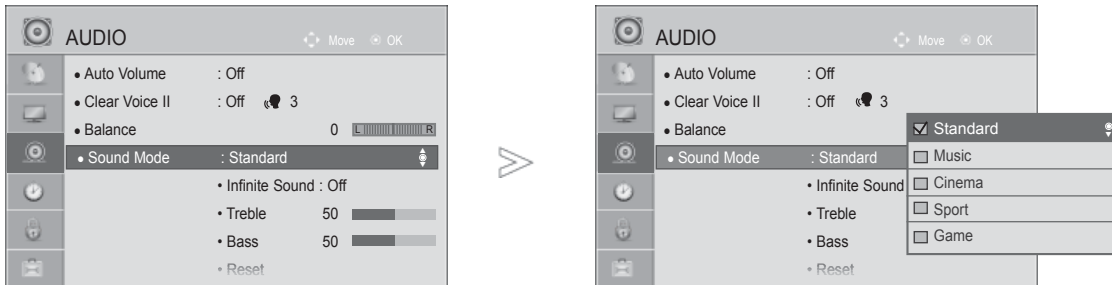 AUDIO
Move OK
• Auto Volume : Off
• Clear Voice II : Off 3
• Balance 0 L R
• Sound Mode : Standard
• Infinite Sound : Off
• Treble 50
• Bass 50
• Reset
AUDIO
Move OK
• Auto Volume : Off
• Clear Voice II : Off 3
• Balance
• Sound Mode : Standard
• Infinite Sound
• Treble
• Bass
• Reset
Standard
Music
Cinema
Sport
Game